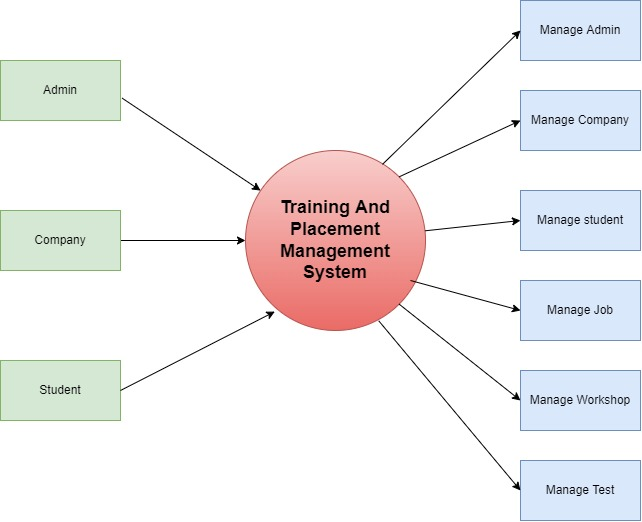 Admin
Company
Student
Training And
Placement
Management
System
Manage Admin
Manage Company
Manage student
Manage Job
Manage Workshop
Manage Test